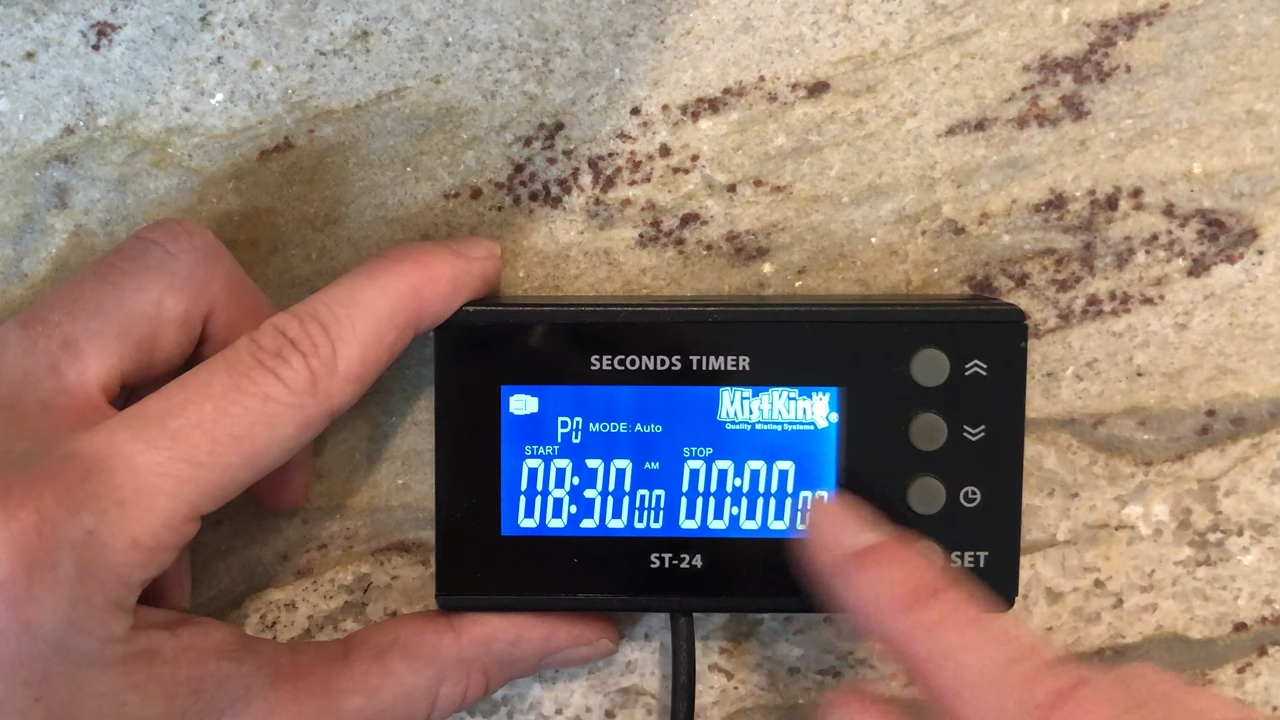 SECONDS TIMER
MistKing®
Quality Misting Systems
P0 MODE: Auto
START STOP
08:30 00 AM 00:00
SET
ST-24